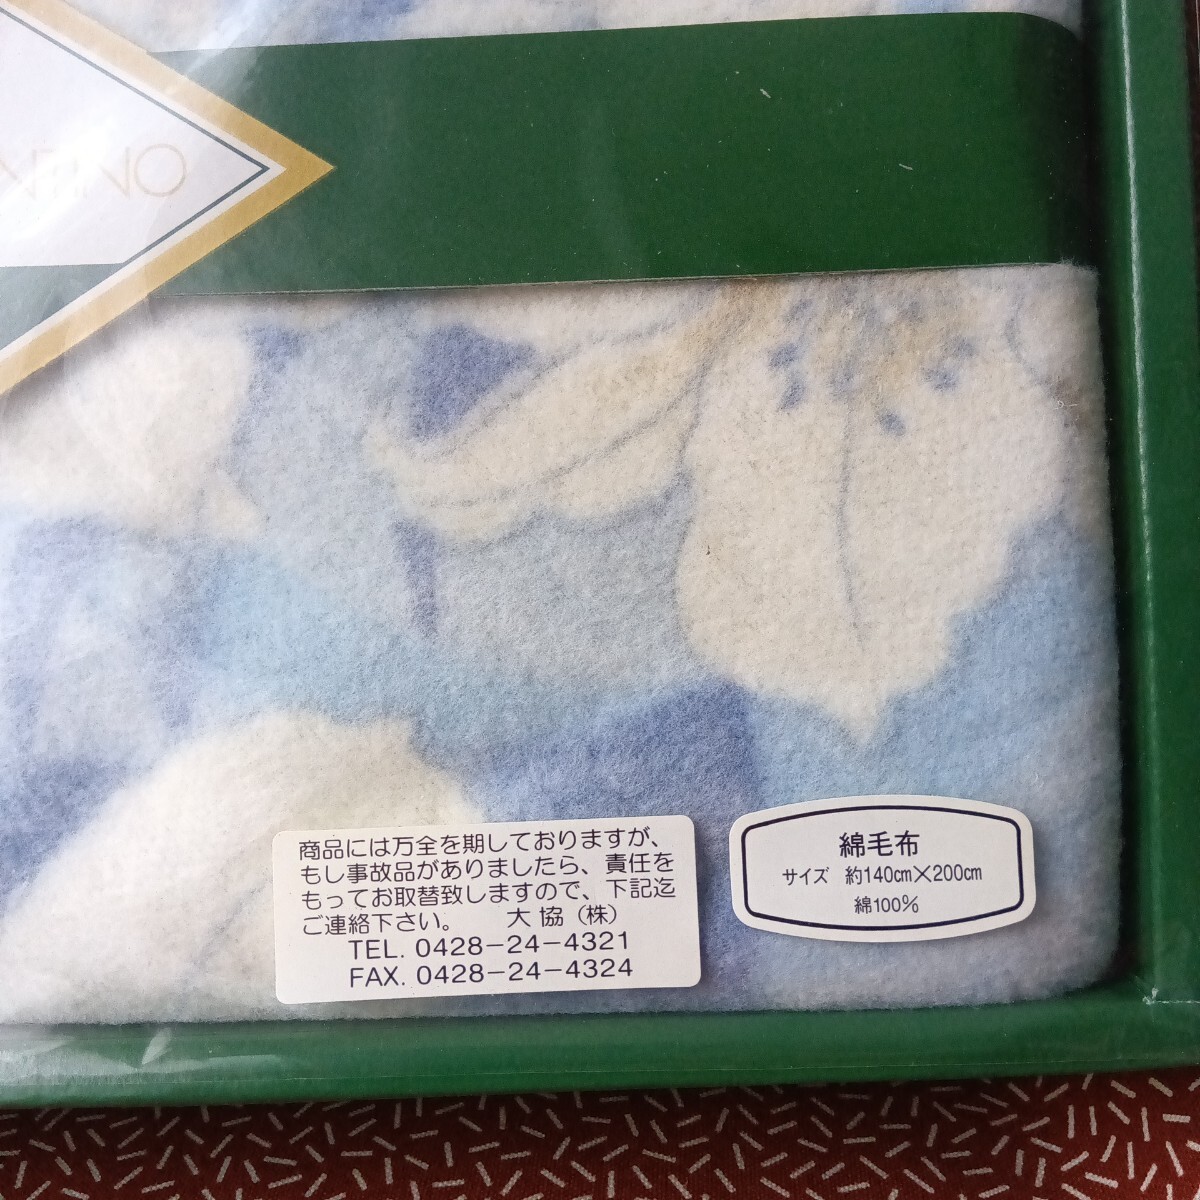 商品には万全を期しておりますが、
もし事故品がありましたら、責任を
もってお取替致しますので、下記迄
ご連絡下さい。 大協(株)
TEL. 0428-24-4321
FAX. 0428-24-4324
綿毛布
サイズ 約140cm×200cm
綿100%